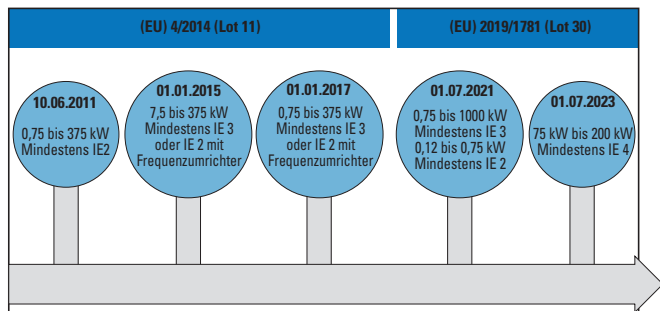 (EU) 4/2014 (Lot 11)
(EU) 2019/1781 (Lot 30)
10.06.2011
0,75 bis 375 kW
Mindestens IE2
01.01.2015
7,5 bis 375 kW
Mindestens IE 3
oder IE 2 mit
Frequenzumrichter
01.01.2017
0,75 bis 375 kW
Mindestens IE 3
oder IE 2 mit
Frequenzumrichter
01.07.2021
0,75 bis 1000 kW
Mindestens IE 3
0,12 bis 0,75 kW
Mindestens IE 2
01.07.2023
75 kW bis 200 kW
Mindestens IE 4